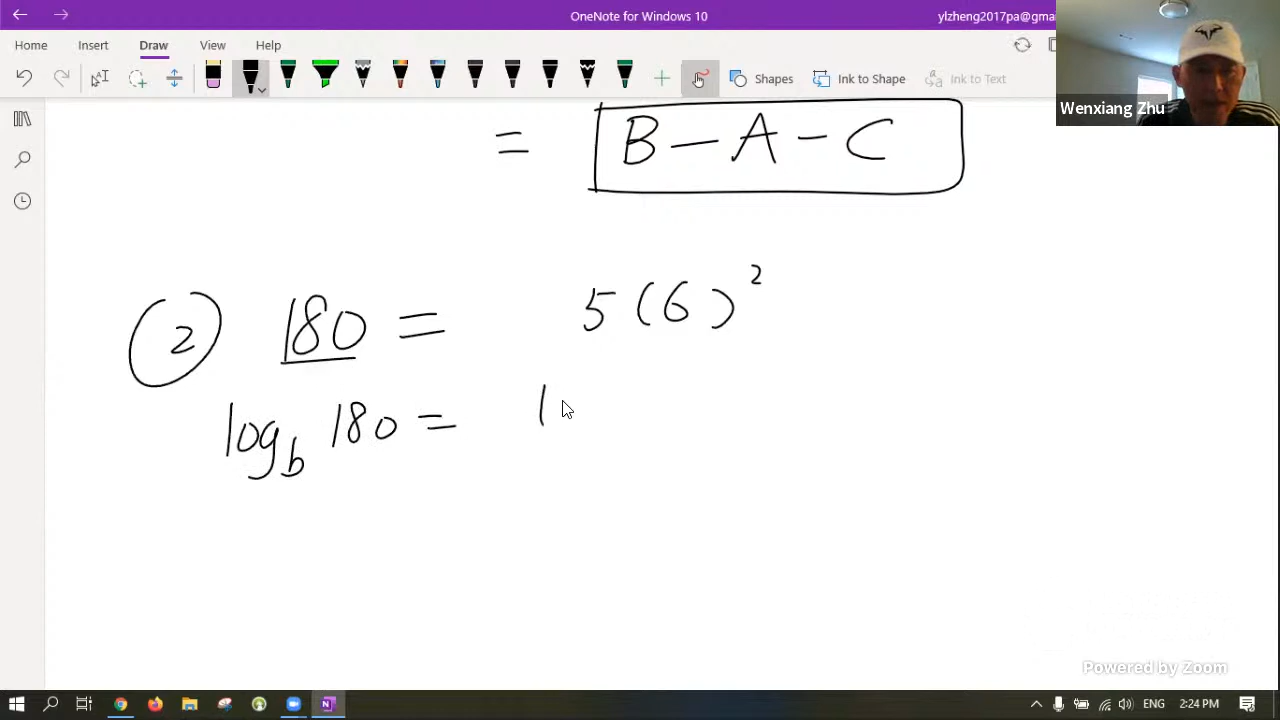 OneNote for Windows 10
ylzheng2017pa@gma
Home Insert Draw View Help
Shapes Ink to Shape Ink to Text
Wenxiang Zhu
= B - A - C
② 180 = 5(6)²
log_b 180 = l
Powered by Zoom
ENG 2:24 PM